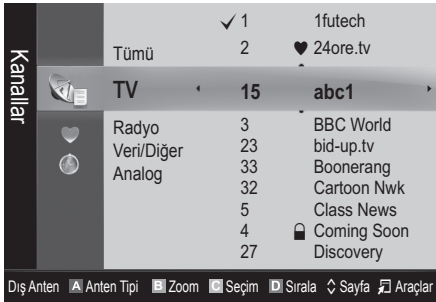 Kanallar
✓ 1 1futech
Tümü 2 ♥ 24ore.tv
TV 15 abc1
Radyo 3 BBC World
Veri/Diğer 23 bid-up.tv
Analog 33 Boonerang
32 Cartoon Nwk
5 Class News
4 Coming Soon
27 Discovery
Dış Anten A Anten Tipi B Zoom C Seçim D Sırala Sayfa Araçlar